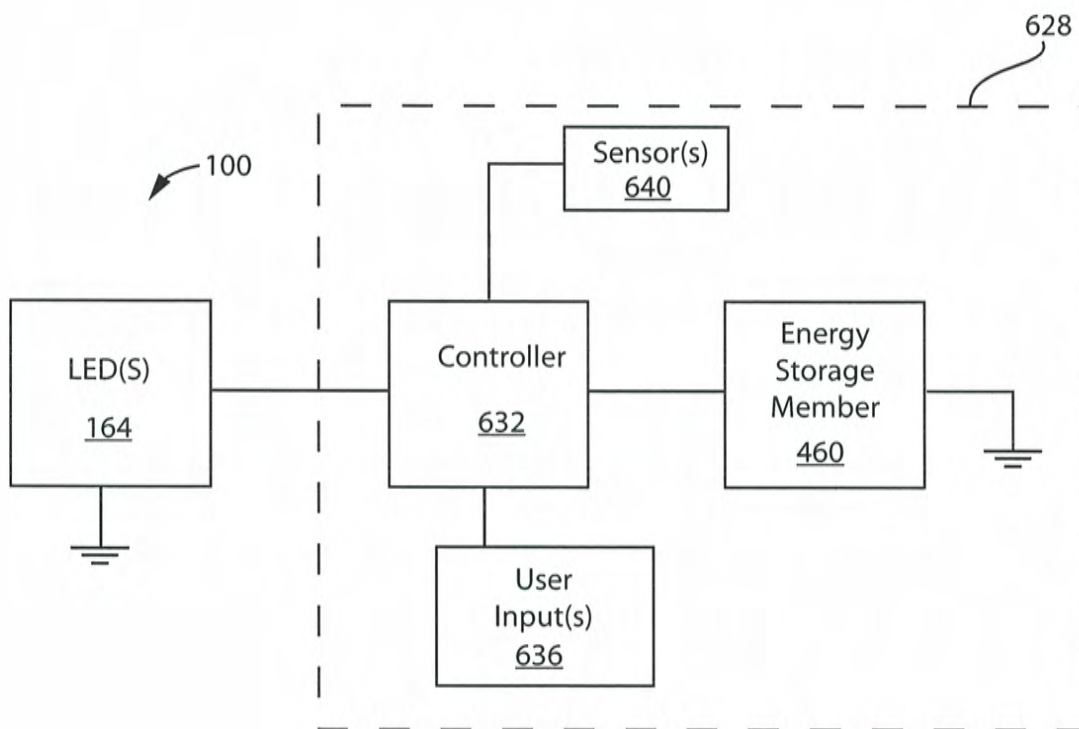 628
100
Sensor(s)
640
LED(S)
164
Controller
632
Energy
Storage
Member
460
User
Input(s)
636